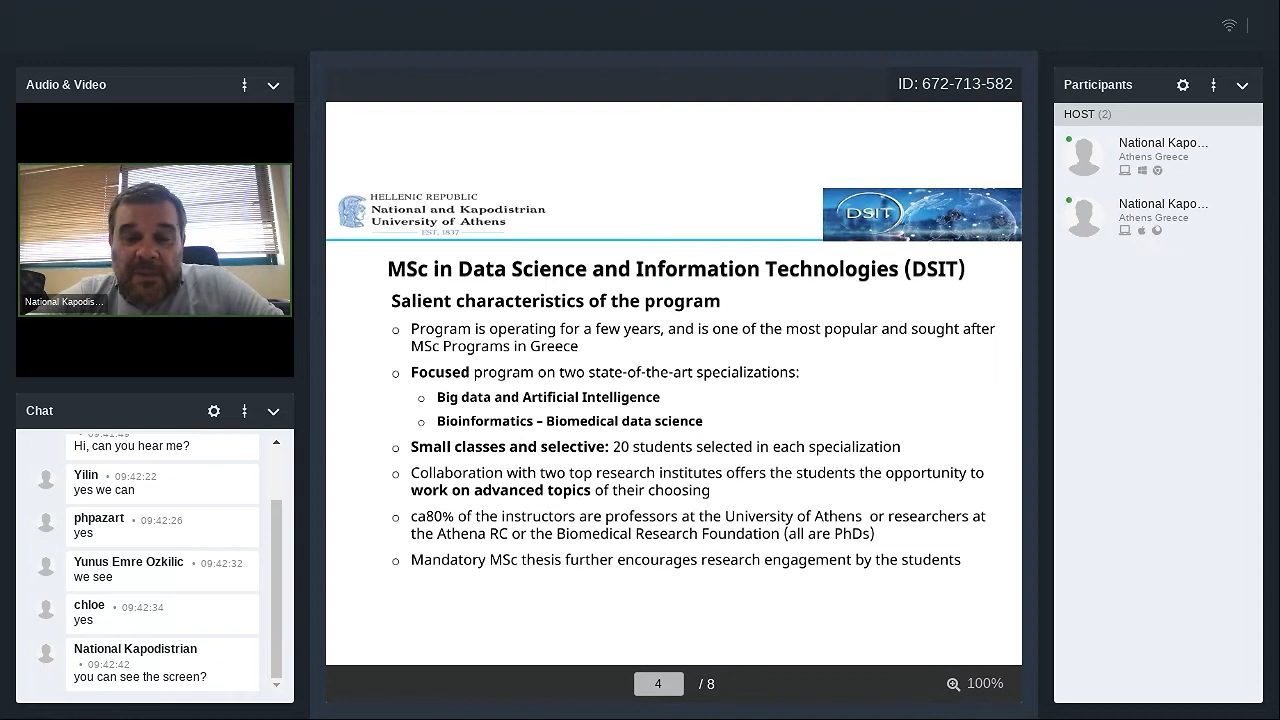 Audio & Video
National Kapodis...
Chat
09:41:49
Hi, can you hear me?
Yilin • 09:42:22
yes we can
phpazart • 09:42:26
yes
Yunus Emre Ozkilic • 09:42:32
we see
chloe • 09:42:34
yes
National Kapodistrian
• 09:42:42
you can see the screen?
ID: 672-713-582
HELLENIC REPUBLIC
National and Kapodistrian
University of Athens
EST. 1837
DSIT
MSc in Data Science and Information Technologies (DSIT)
Salient characteristics of the program
o Program is operating for a few years, and is one of the most popular and sought after
MSc Programs in Greece
o Focused program on two state-of-the-art specializations:
o Big data and Artificial Intelligence
o Bioinformatics – Biomedical data science
o Small classes and selective: 20 students selected in each specialization
o Collaboration with two top research institutes offers the students the opportunity to
work on advanced topics of their choosing
o ca80% of the instructors are professors at the University of Athens or researchers at
the Athena RC or the Biomedical Research Foundation (all are PhDs)
o Mandatory MSc thesis further encourages research engagement by the students
4 / 8
100%
Participants
HOST (2)
National Kapo...
Athens Greece
National Kapo...
Athens Greece